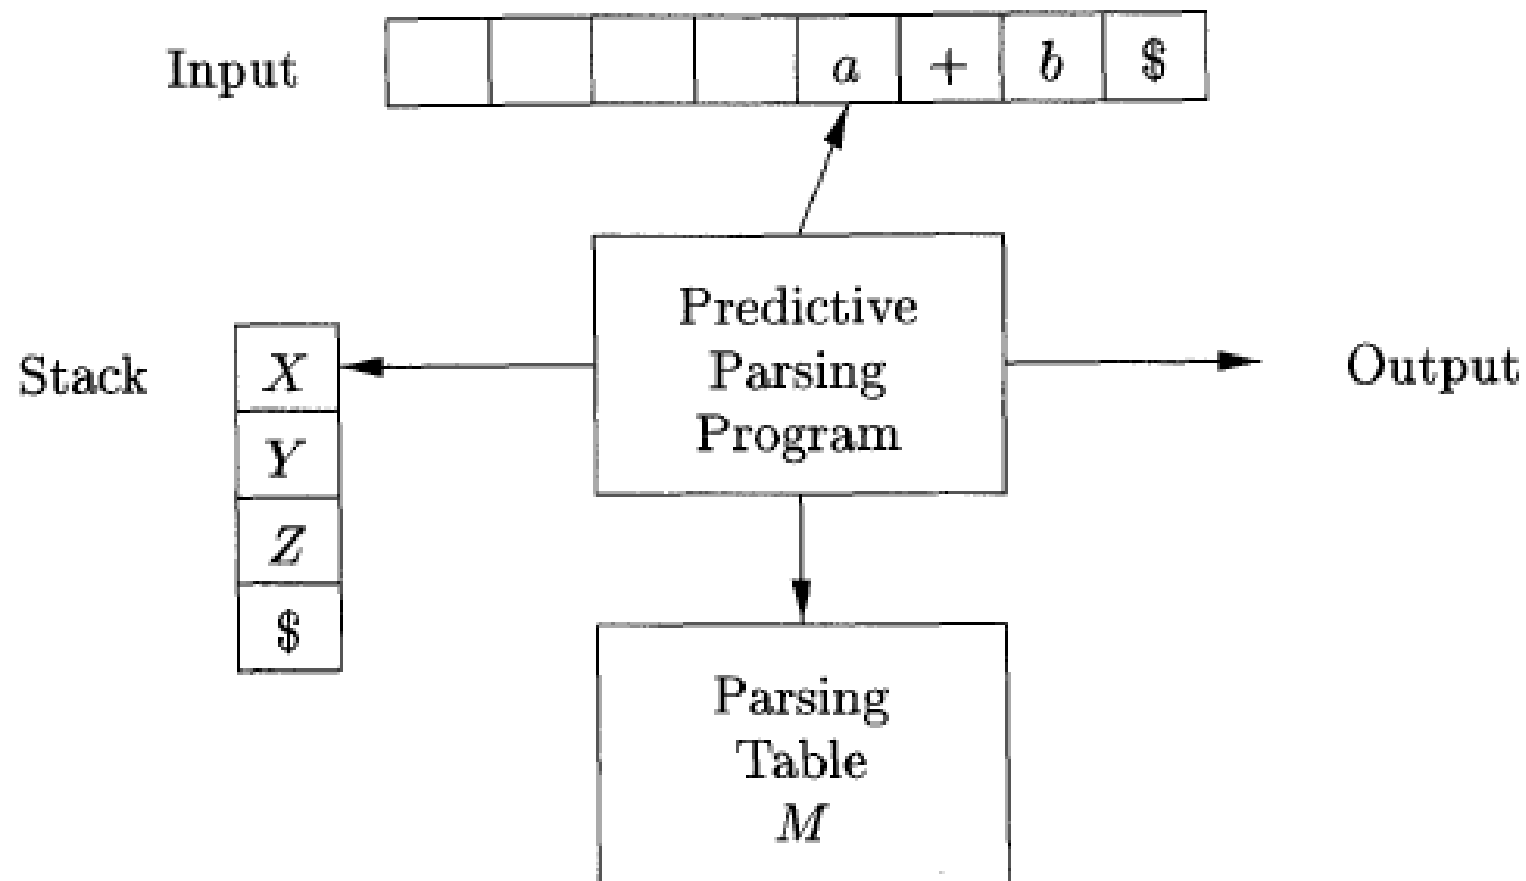 Input
a + b $
Predictive
Parsing
Program
Stack
X
Y
Z
$
Output
Parsing
Table
M